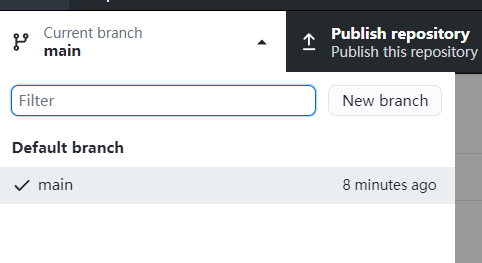 Current branch
main
Publish repository
Publish this repository
Filter
New branch
Default branch
main
8 minutes ago